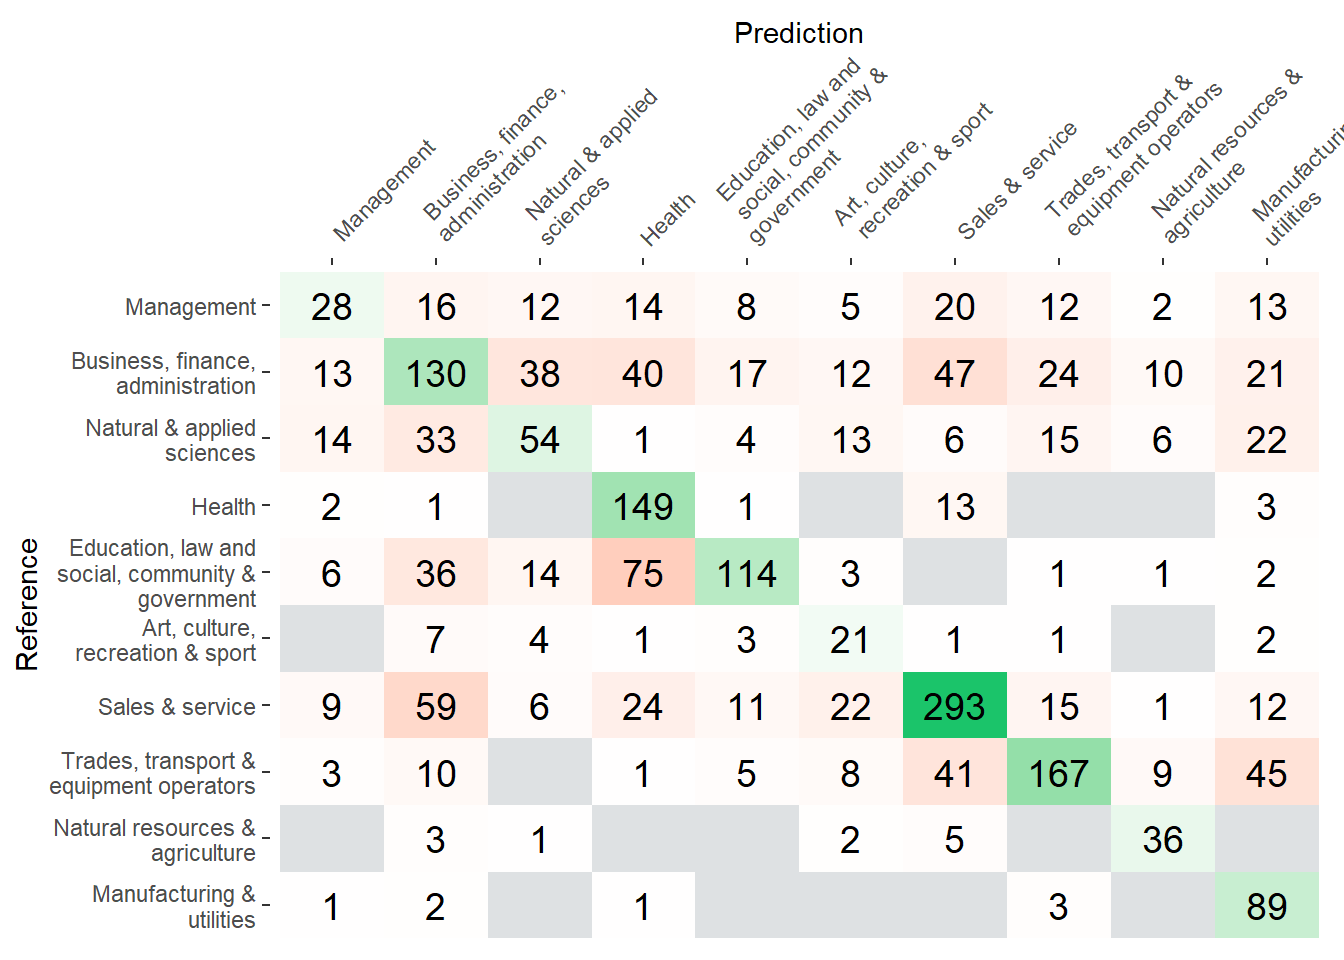 Prediction
Management
Business, finance,
administration
Natural & applied
sciences
Health
Education, law and
social, community &
government
Art, culture,
recreation & sport
Sales & service
Trades, transport &
equipment operators
Natural resources &
agriculture
Manufacturin
utilities
Reference
Management 28 16 12 14 8 5 20 12 2 13
Business, finance,
administration
13 130 38 40 17 12 47 24 10 21
Natural & applied
sciences
14 33 54 1 4 13 6 15 6 22
Health 2 1 149 1 13 3
Education, law and
social, community &
government
6 36 14 75 114 3 1 1 2
Art, culture,
recreation & sport
7 4 1 3 21 1 1 2
Sales & service 9 59 6 24 11 22 293 15 1 12
Trades, transport &
equipment operators
3 10 1 5 8 41 167 9 45
Natural resources &
agriculture
3 1 2 5 36
Manufacturing &
utilities
1 2 1 3 89